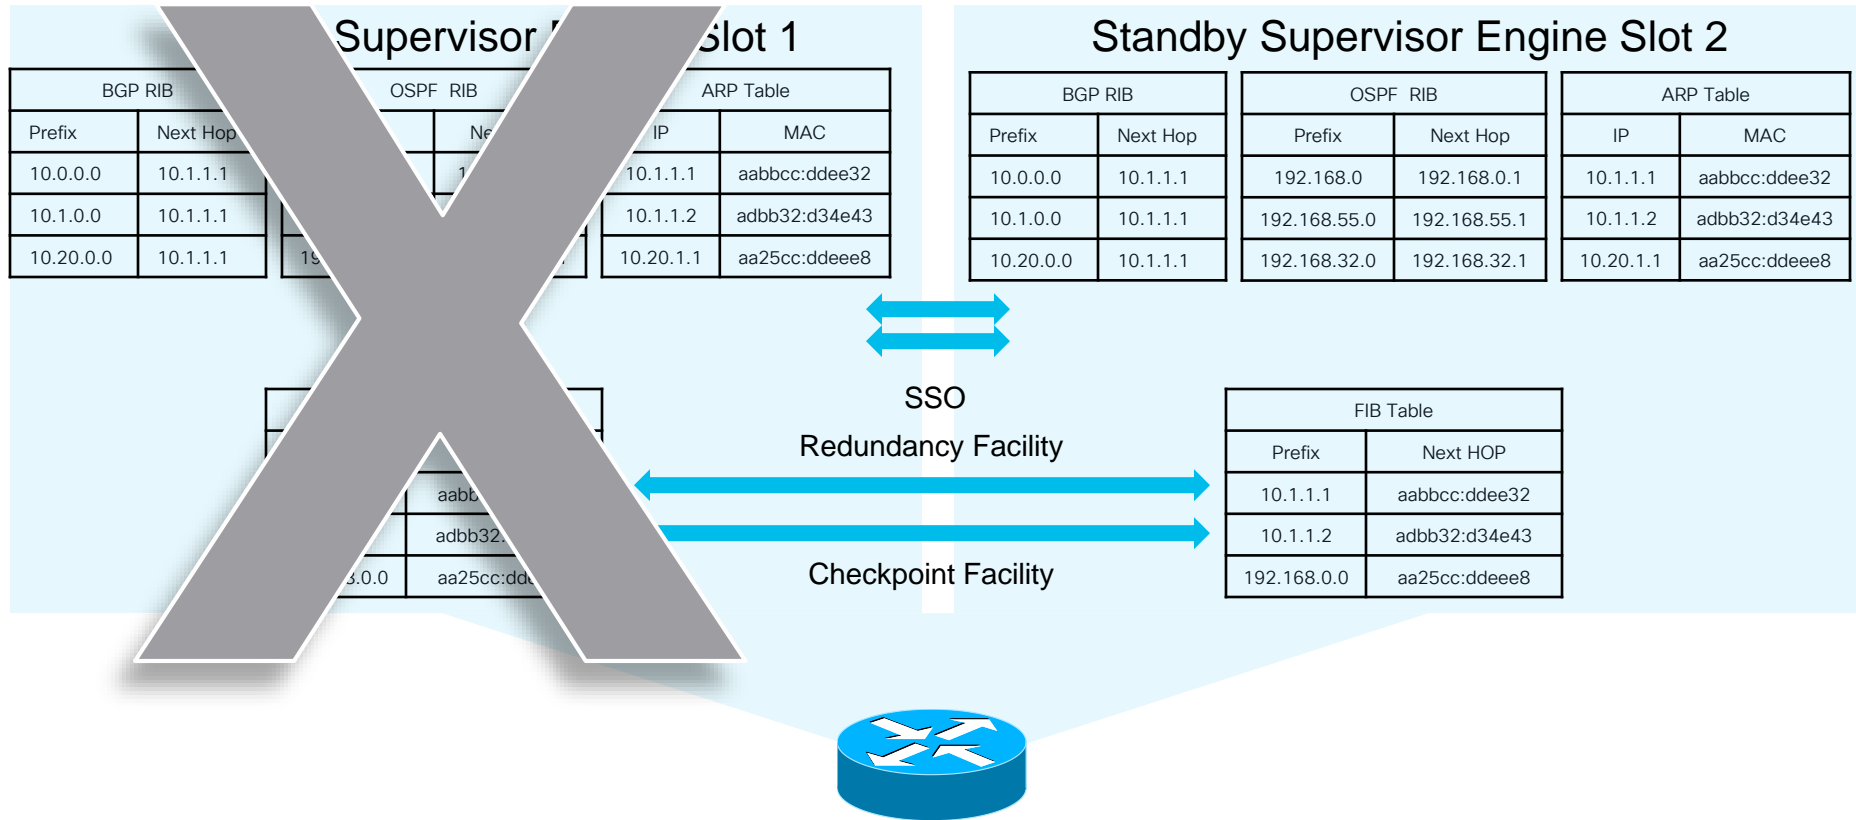 Supervisor Slot 1
BGP RIB
Prefix Next Hop
10.0.0.0 10.1.1.1
10.1.0.0 10.1.1.1
10.20.0.0 10.1.1.1
OSPF RIB
ARP Table
IP MAC
10.1.1.1 aabbcc:ddee32
10.1.1.2 adbb32:d34e43
10.20.1.1 aa25cc:ddeee8
Standby Supervisor Engine Slot 2
BGP RIB
Prefix Next Hop
10.0.0.0 10.1.1.1
10.1.0.0 10.1.1.1
10.20.0.0 10.1.1.1
OSPF RIB
Prefix Next Hop
192.168.0 192.168.0.1
192.168.55.0 192.168.55.1
192.168.32.0 192.168.32.1
ARP Table
IP MAC
10.1.1.1 aabbcc:ddee32
10.1.1.2 adbb32:d34e43
10.20.1.1 aa25cc:ddeee8
SSO
Redundancy Facility
Checkpoint Facility
FIB Table
Prefix Next HOP
10.1.1.1 aabbcc:ddee32
10.1.1.2 adbb32:d34e43
192.168.0.0 aa25cc:ddeee8